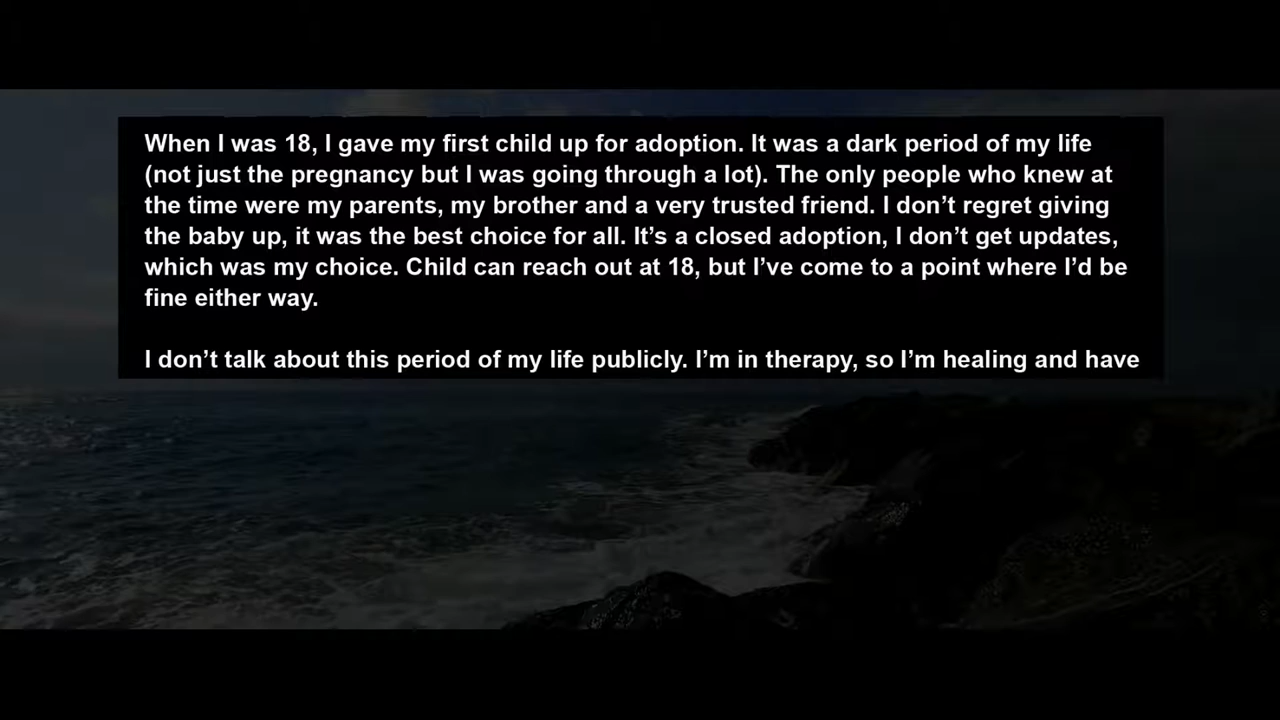 When I was 18, I gave my first child up for adoption. It was a dark period of my life
(not just the pregnancy but I was going through a lot). The only people who knew at
the time were my parents, my brother and a very trusted friend. I don’t regret giving
the baby up, it was the best choice for all. It’s a closed adoption, I don’t get updates,
which was my choice. Child can reach out at 18, but I’ve come to a point where I’d be
fine either way.
I don’t talk about this period of my life publicly. I’m in therapy, so I’m healing and have